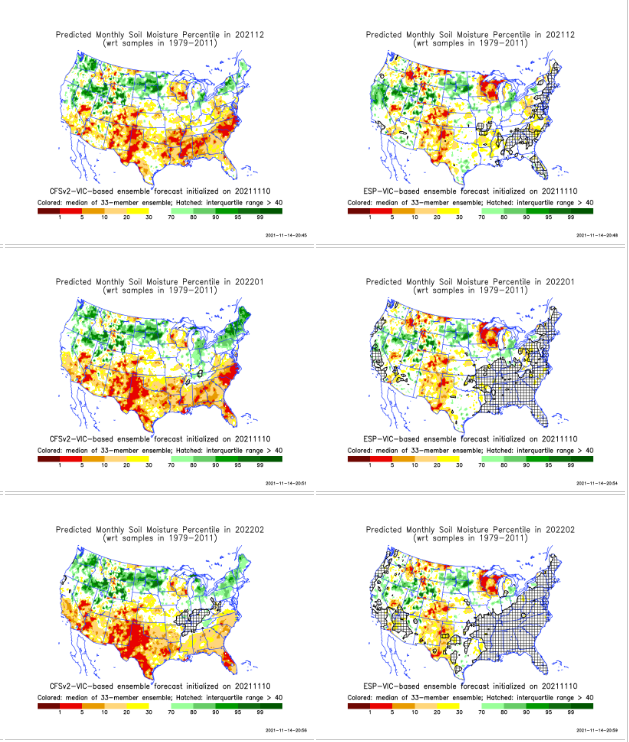 Predicted Monthly Soil Moisture Percentile in 202112
(wrt samples in 1979-2011)
CFSv2-VIC-based ensemble forecast initialized on 20211110
Colored: median of 33-member ensemble; Hatched: interquartile range > 40
1 5 10 20 30 70 80 90 95 99
2021-11-14-20:45
Predicted Monthly Soil Moisture Percentile in 202112
(wrt samples in 1979-2011)
ESP-VIC-based ensemble forecast initialized on 20211110
Colored: median of 33-member ensemble; Hatched: interquartile range > 40
1 5 10 20 30 70 80 90 95 99
2021-11-14-20:48
Predicted Monthly Soil Moisture Percentile in 202201
(wrt samples in 1979-2011)
CFSv2-VIC-based ensemble forecast initialized on 20211110
Colored: median of 33-member ensemble; Hatched: interquartile range > 40
1 5 10 20 30 70 80 90 95 99
2021-11-14-20:51
Predicted Monthly Soil Moisture Percentile in 202201
(wrt samples in 1979-2011)
ESP-VIC-based ensemble forecast initialized on 20211110
Colored: median of 33-member ensemble; Hatched: interquartile range > 40
1 5 10 20 30 70 80 90 95 99
2021-11-14-20:54
Predicted Monthly Soil Moisture Percentile in 202202
(wrt samples in 1979-2011)
CFSv2-VIC-based ensemble forecast initialized on 20211110
Colored: median of 33-member ensemble; Hatched: interquartile range > 40
1 5 10 20 30 70 80 90 95 99
2021-11-14-20:56
Predicted Monthly Soil Moisture Percentile in 202202
(wrt samples in 1979-2011)
ESP-VIC-based ensemble forecast initialized on 20211110
Colored: median of 33-member ensemble; Hatched: interquartile range > 40
1 5 10 20 30 70 80 90 95 99